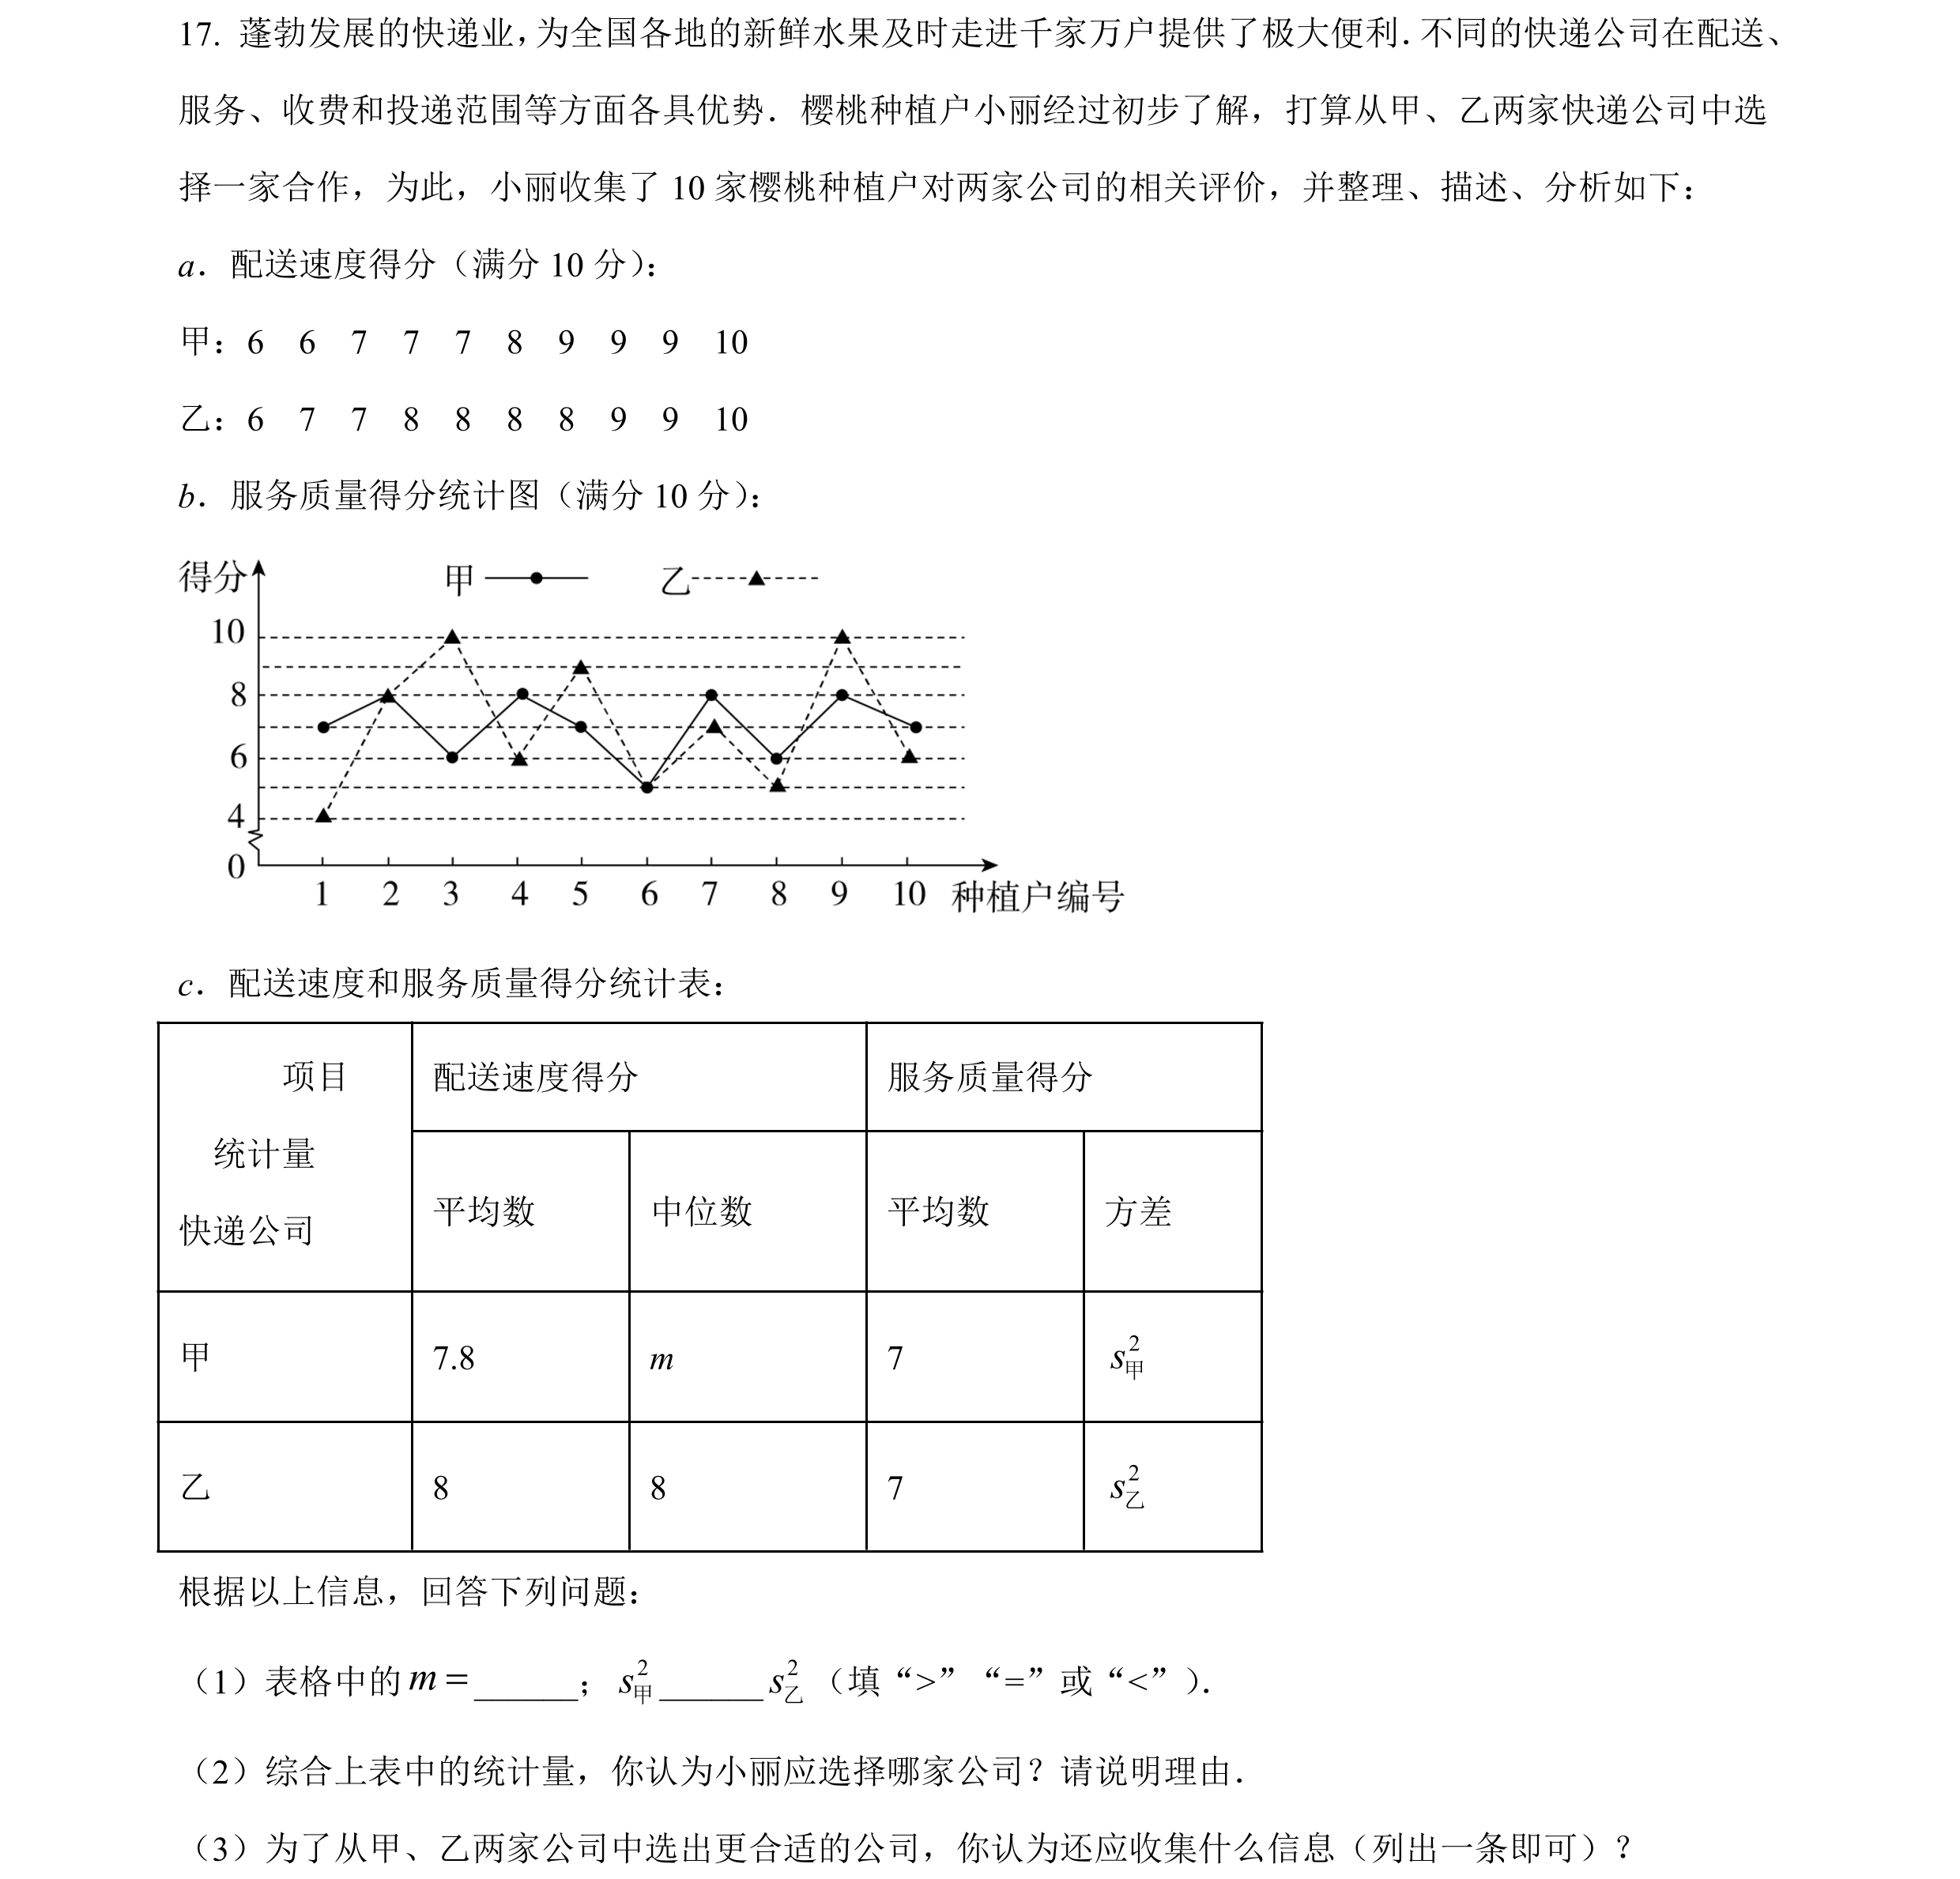 17. 蓬勃发展的快递业，为全国各地的新鲜水果及时走进千家万户提供了极大便利．不同的快递公司在配送、
服务、收费和投递范围等方面各具优势．樱桃种植户小丽经过初步了解，打算从甲、乙两家快递公司中选
择一家合作，为此，小丽收集了 10 家樱桃种植户对两家公司的相关评价，并整理、描述、分析如下：
a．配送速度得分（满分 10 分）：
甲：6 6 7 7 7 8 9 9 9 10
乙：6 7 7 8 8 8 8 9 9 10
b．服务质量得分统计图（满分 10 分）：
得分 甲 乙
10
8
6
4
0
1 2 3 4 5 6 7 8 9 10 种植户编号
c．配送速度和服务质量得分统计表：
项目 配送速度得分 服务质量得分
统计量
快递公司 平均数 中位数 平均数 方差
甲 7.8 m 7 s²甲
乙 8 8 7 s²乙
根据以上信息，回答下列问题：
（1）表格中的 m = ______；s²甲 ______ s²乙（填“>”“=”或“<”）．
（2）综合上表中的统计量，你认为小丽应选择哪家公司？请说明理由．
（3）为了从甲、乙两家公司中选出更合适的公司，你认为还应收集什么信息（列出一条即可）？